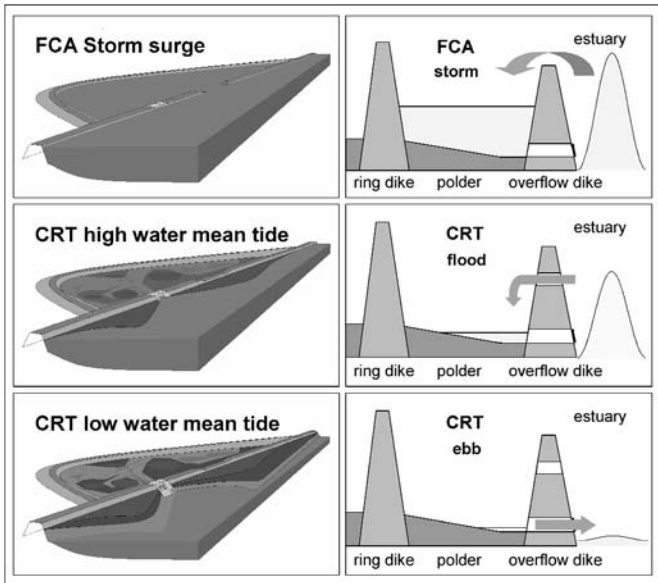 FCA Storm surge
FCA
storm
estuary
ring dike polder overflow dike
CRT high water mean tide
CRT
flood
estuary
ring dike polder overflow dike
CRT low water mean tide
CRT
ebb
estuary
ring dike polder overflow dike